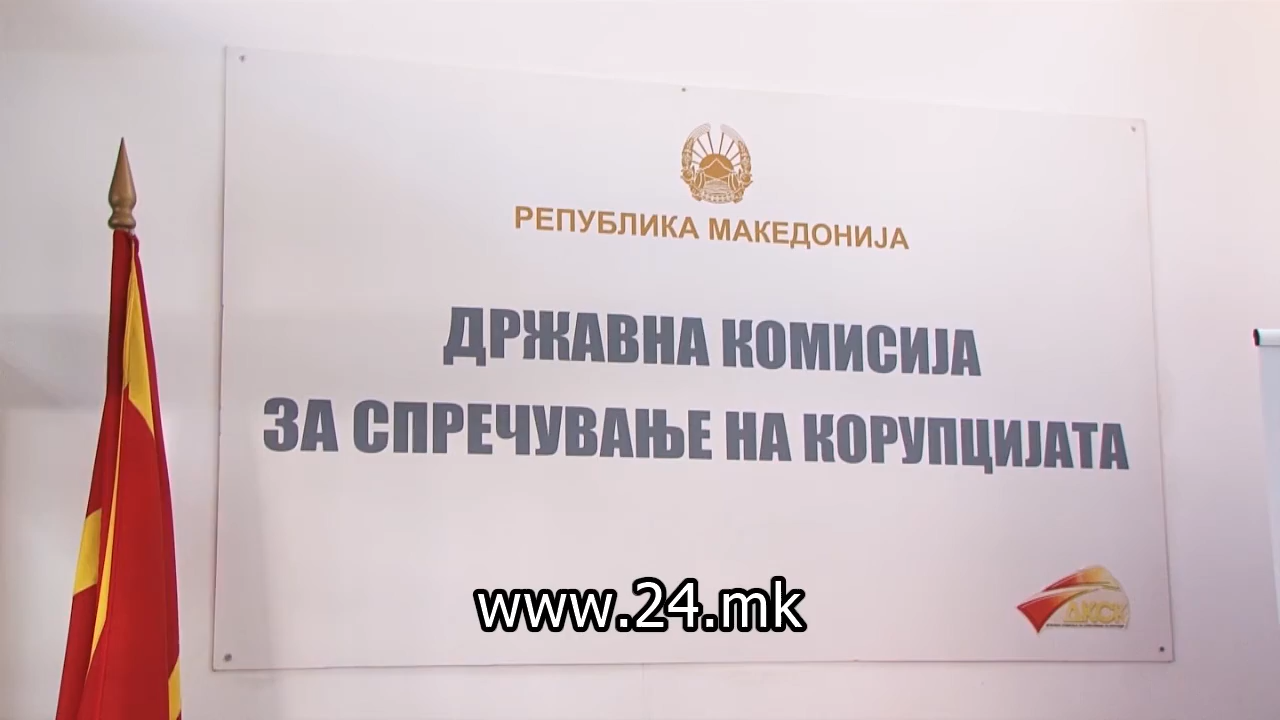 РЕПУБЛИКА МАКЕДОНИЈА
ДРЖАВНА КОМИСИЈА
ЗА СПРЕЧУВАЊЕ НА КОРУПЦИЈАТА
ДКСК
www.24.mk